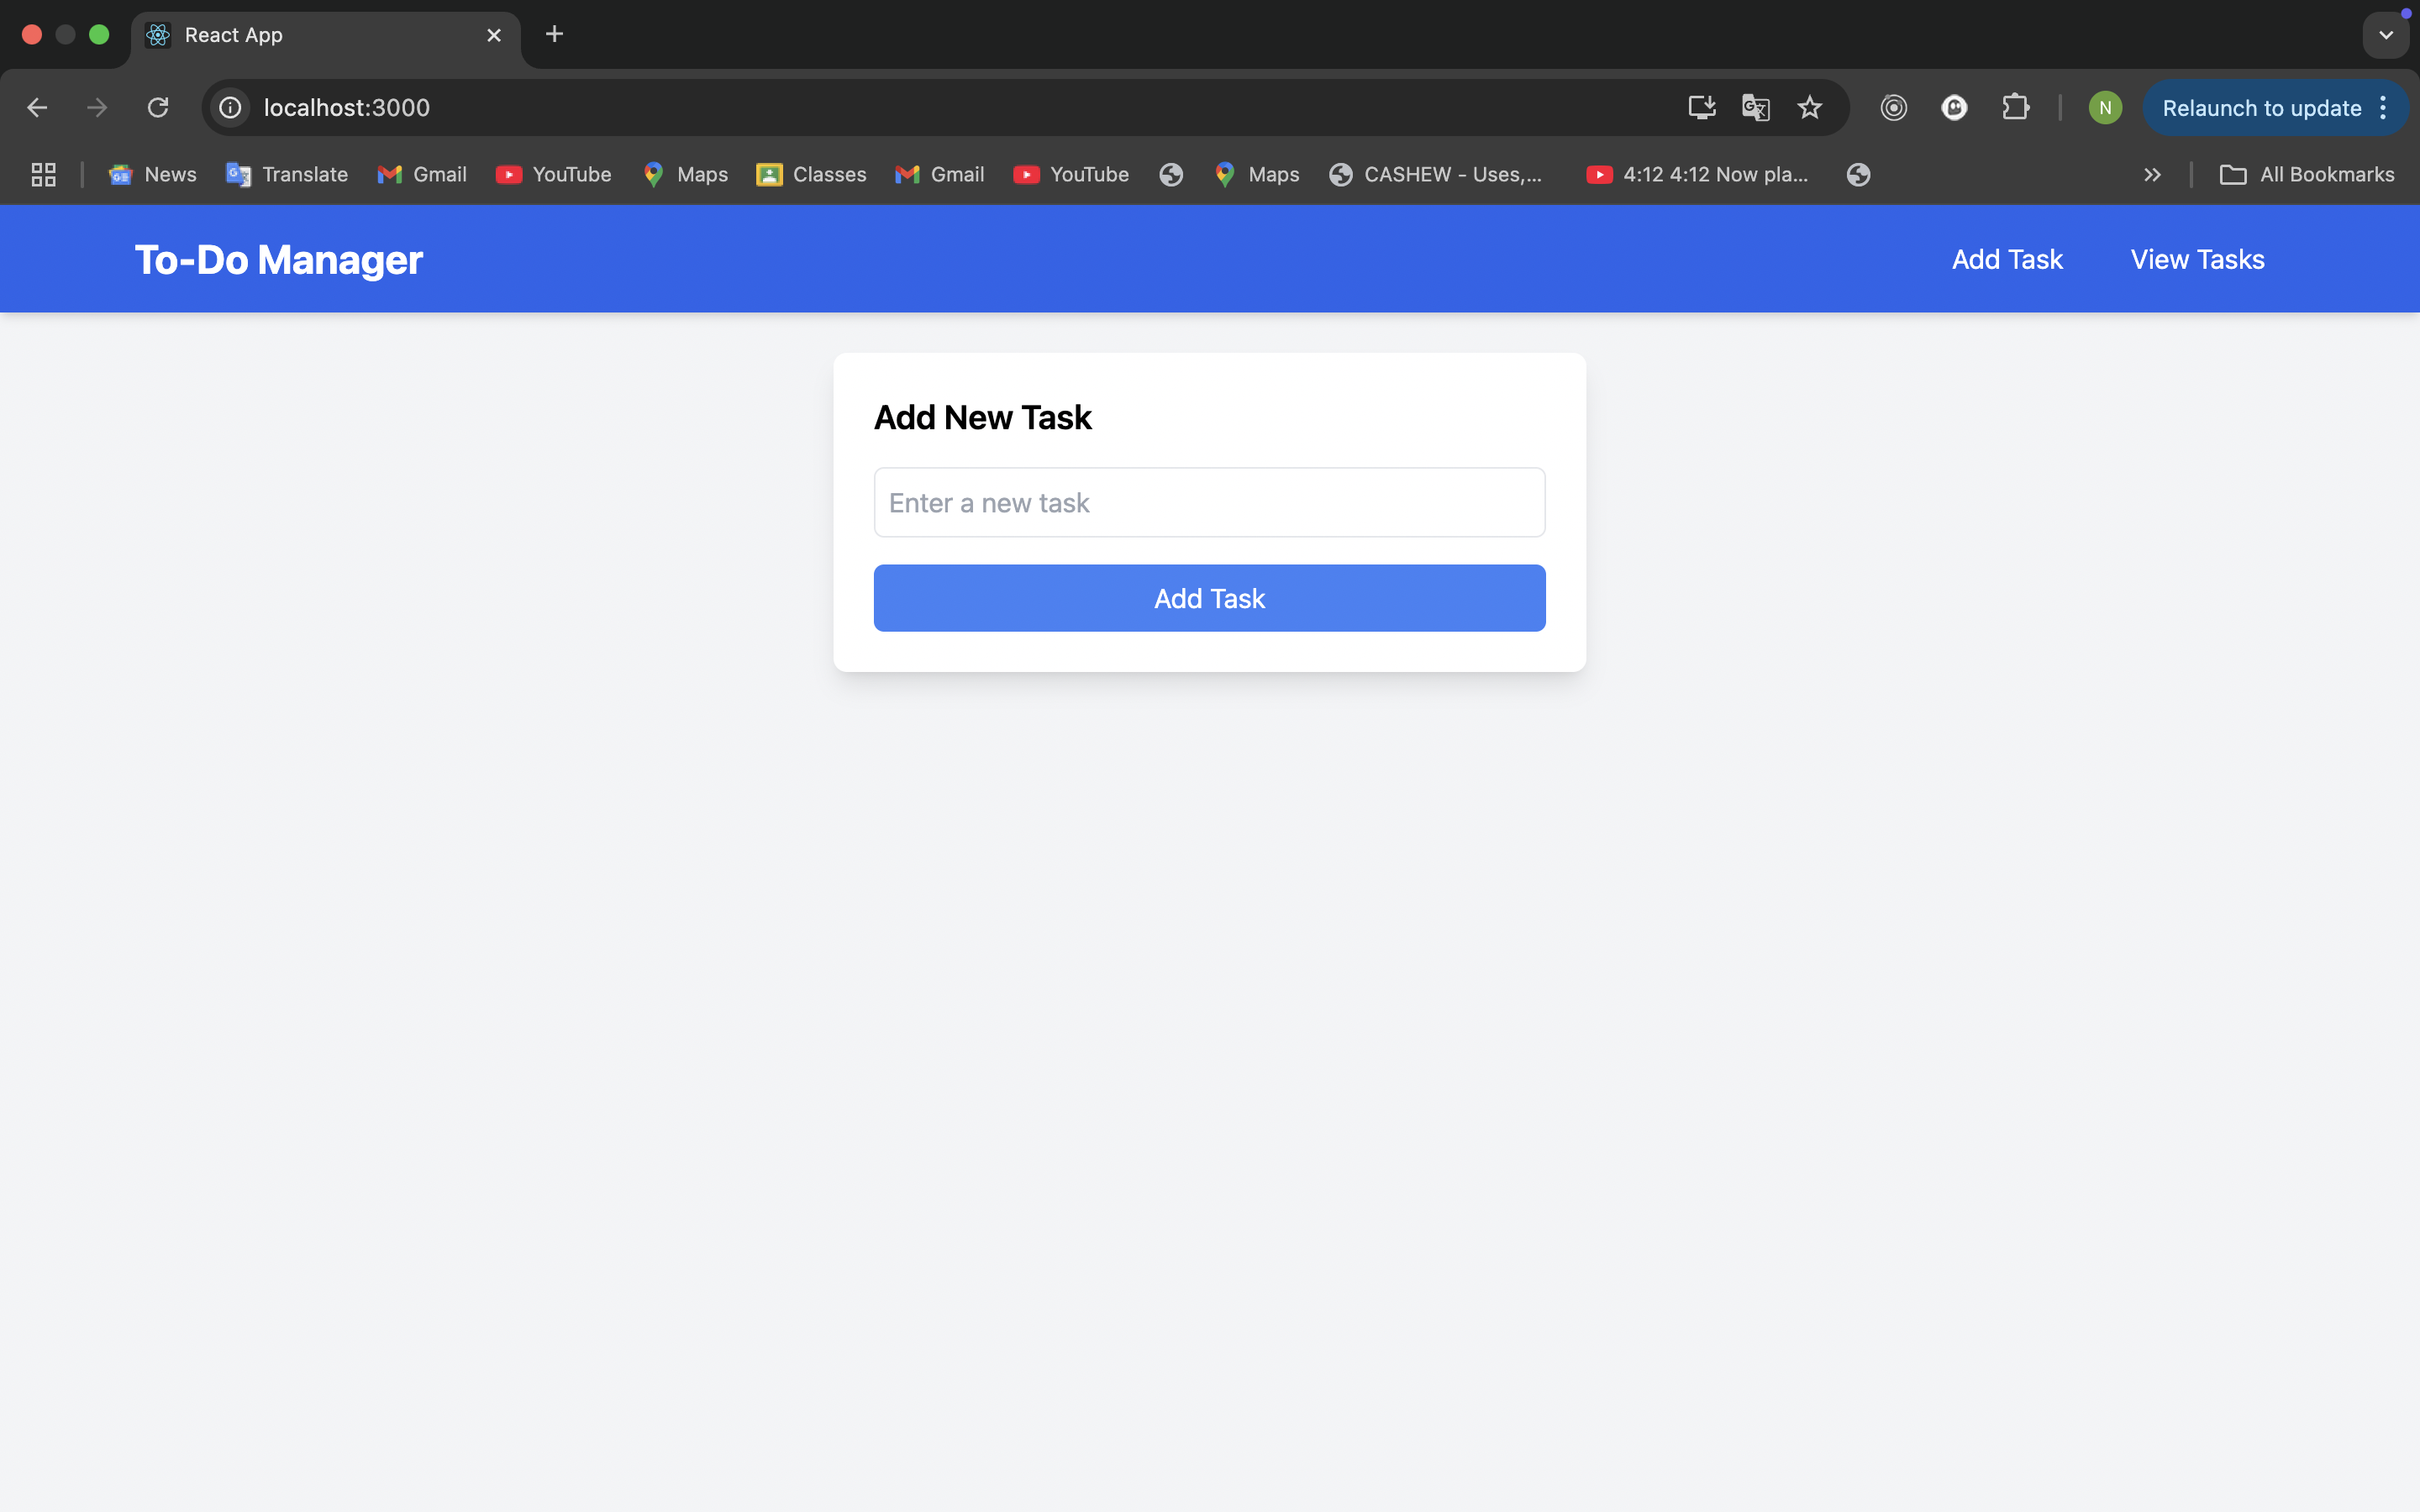 React App
localhost:3000
N
Relaunch to update
News
Translate
Gmail
YouTube
Maps
Classes
Gmail
YouTube
Maps
CASHEW - Uses,...
4:12 4:12 Now pla...
All Bookmarks
To-Do Manager
Add Task
View Tasks
Add New Task
Enter a new task
Add Task